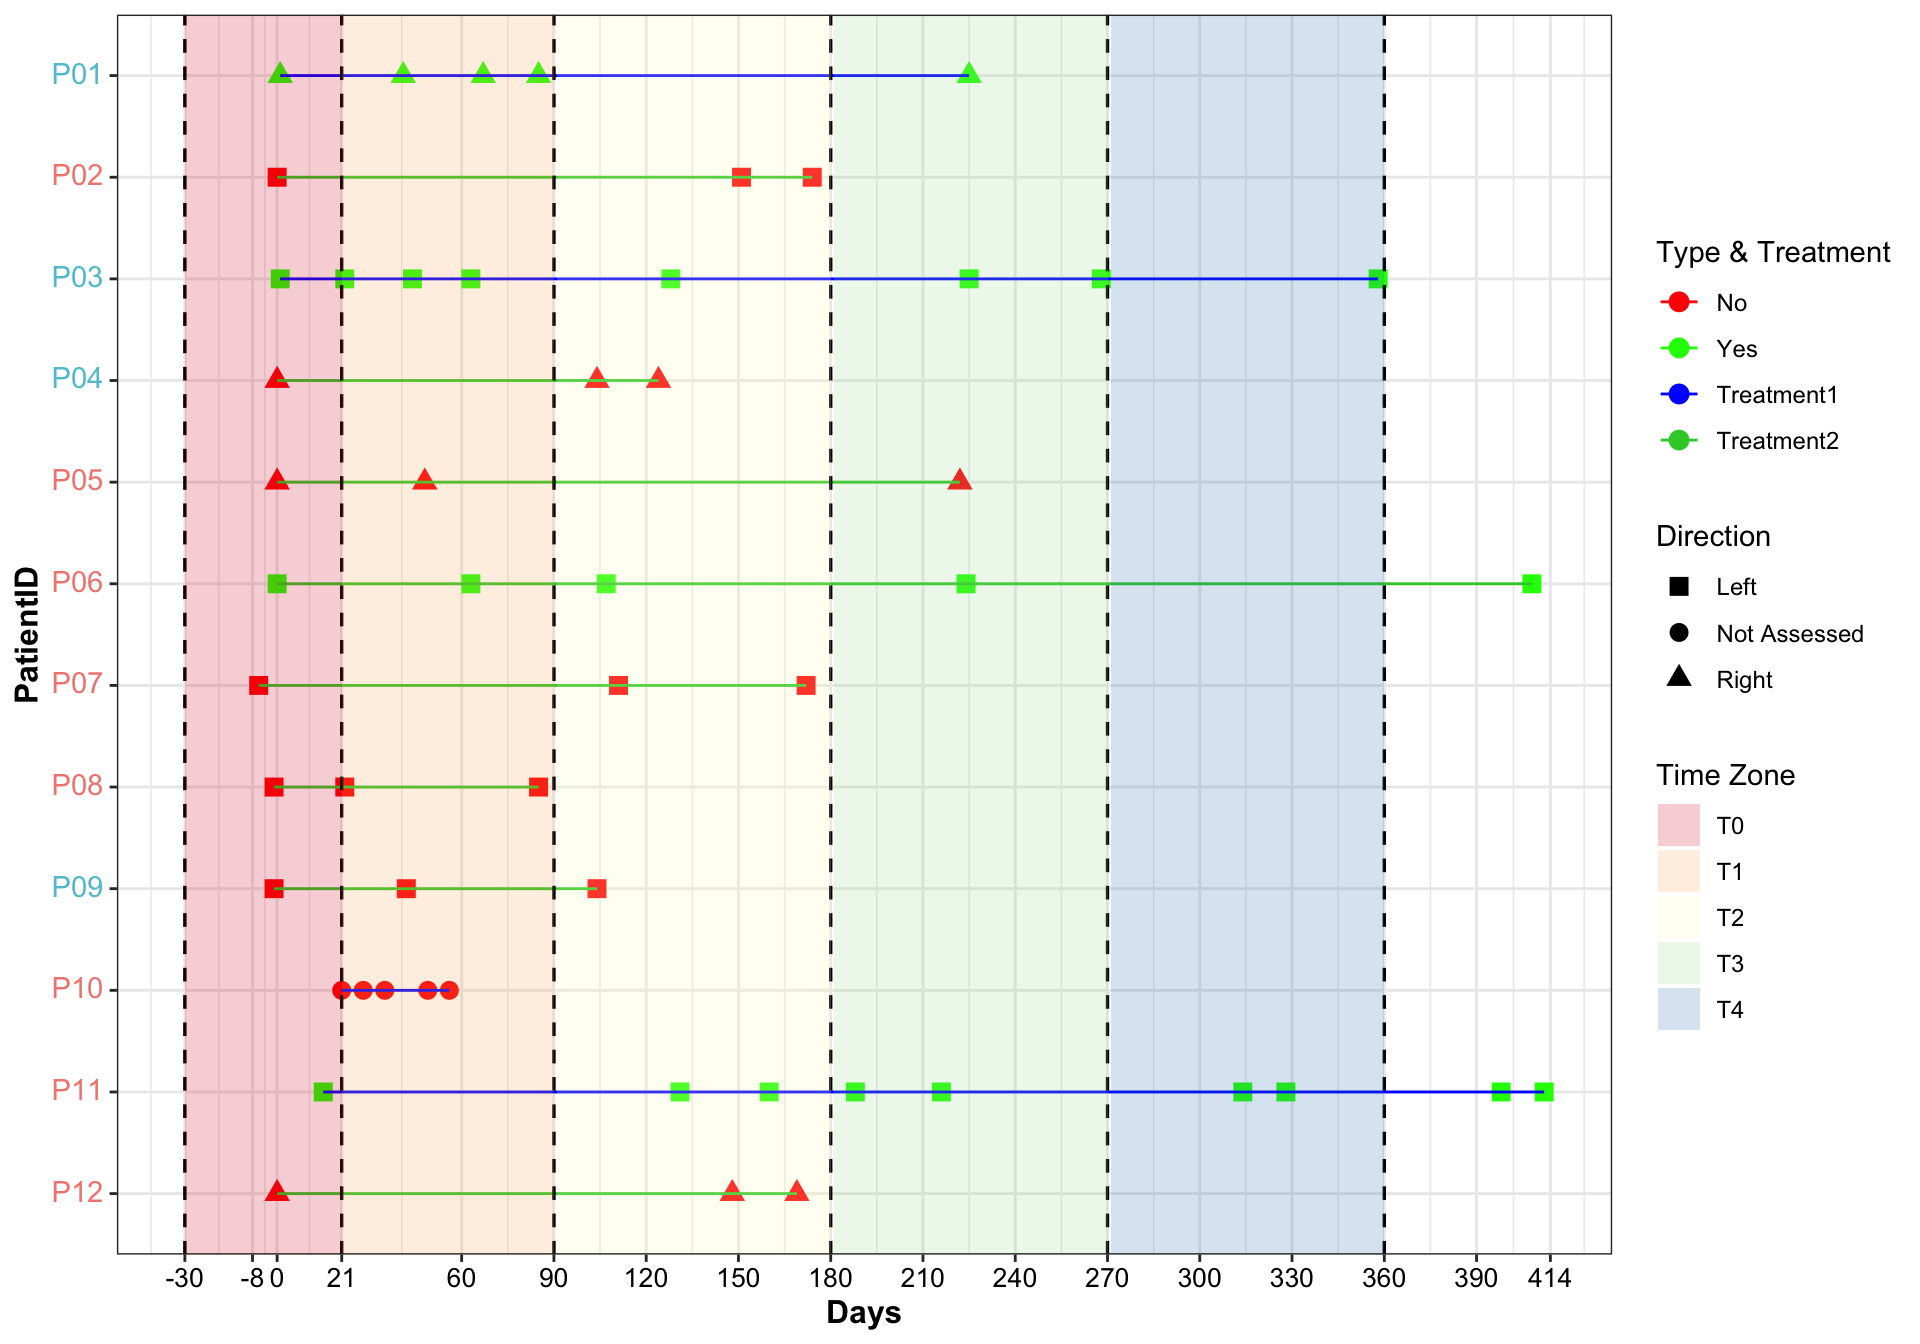 P01
P02
P03
P04
P05
P06
P07
P08
P09
P10
P11
P12
PatientID
-30 -8 0 21 60 90 120 150 180 210 240 270 300 330 360 390 414
Days
Type & Treatment
No
Yes
Treatment1
Treatment2
Direction
Left
Not Assessed
Right
Time Zone
T0
T1
T2
T3
T4